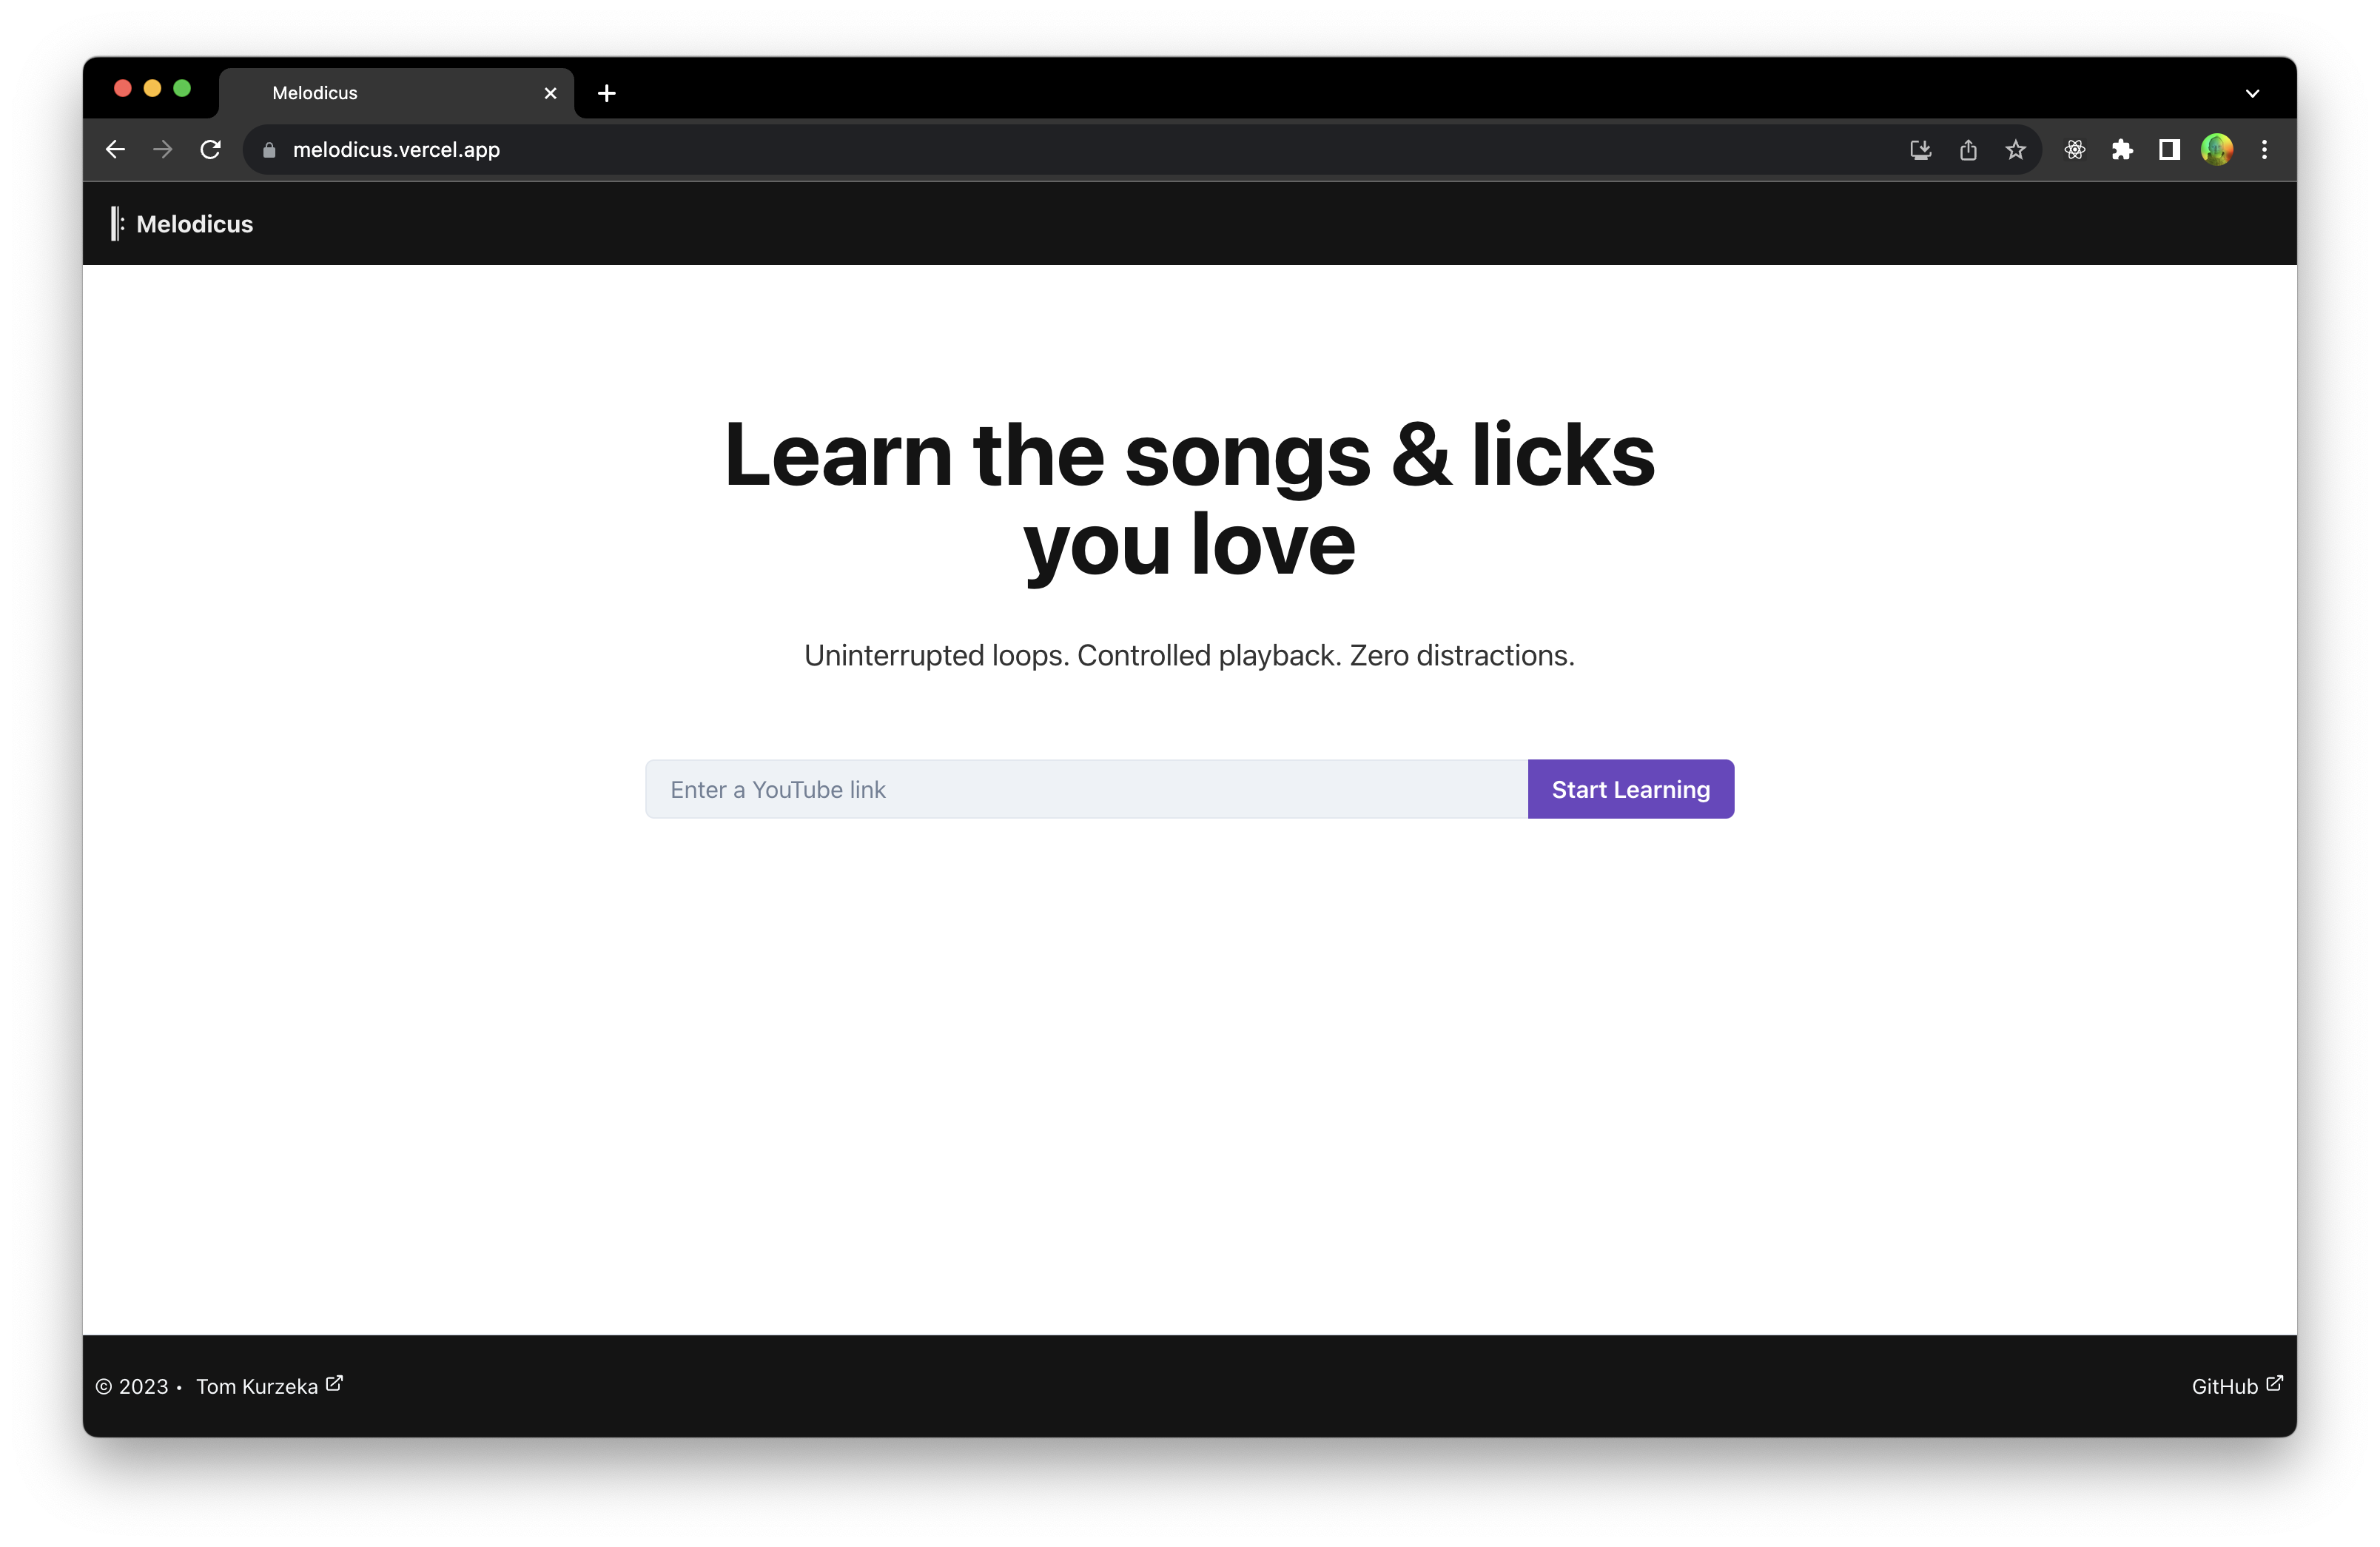 Melodicus
melodicus.vercel.app
Melodicus
Learn the songs & licks
you love
Uninterrupted loops. Controlled playback. Zero distractions.
Enter a YouTube link
Start Learning
© 2023 • Tom Kurzeka
GitHub